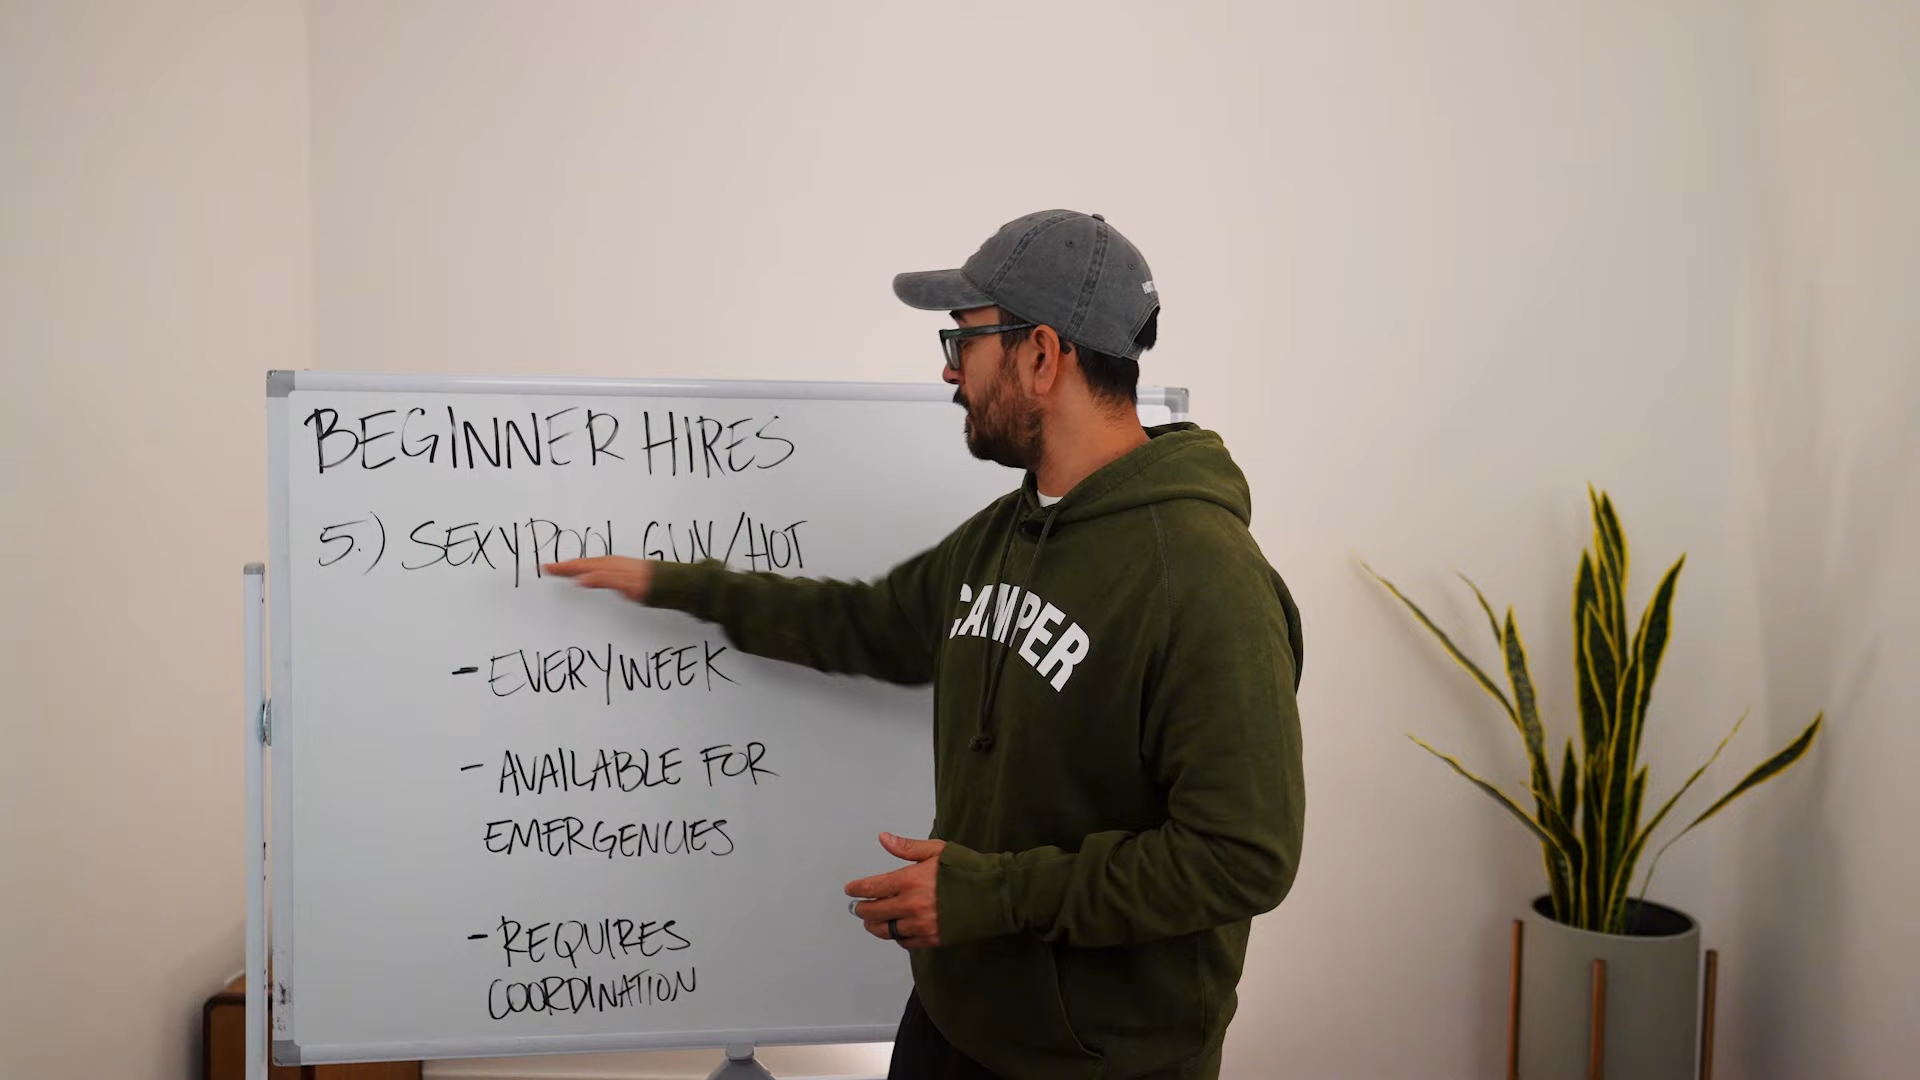 BEGINNER HIRES
5.) SEXY POOL GUY/HOT
- EVERY WEEK
- AVAILABLE FOR
EMERGENCIES
- REQUIRES
COORDINATION
CAMPER